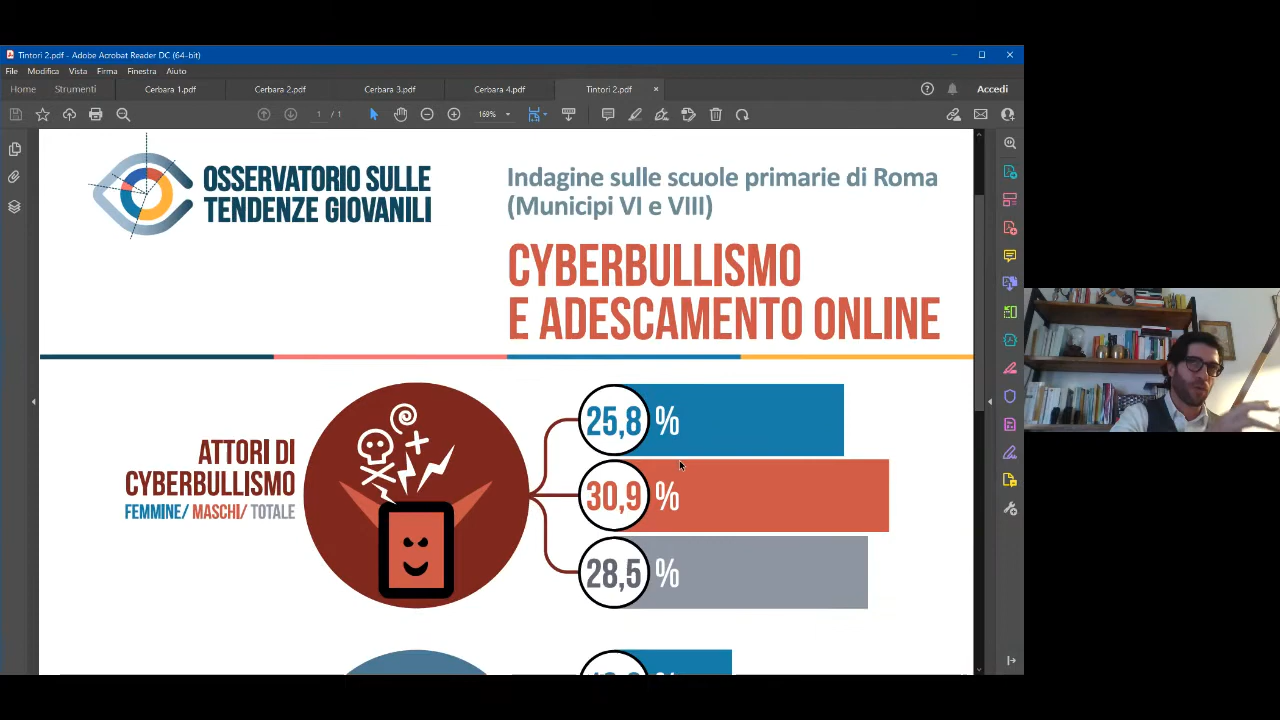 Tintori 2.pdf - Adobe Acrobat Reader DC (64-bit)
File Modifica Vista Firma Finestra Aiuto
Home Strumenti Cerbara 1.pdf Cerbara 2.pdf Cerbara 3.pdf Cerbara 4.pdf Tintori 2.pdf × Accedi
1 / 1 169%
OSSERVATORIO SULLE
TENDENZE GIOVANILI
Indagine sulle scuole primarie di Roma
(Municipi VI e VIII)
CYBERBULLISMO
E ADESCAMENTO ONLINE
ATTORI DI
CYBERBULLISMO
FEMMINE/ MASCHI/ TOTALE
25,8 %
30,9 %
28,5 %